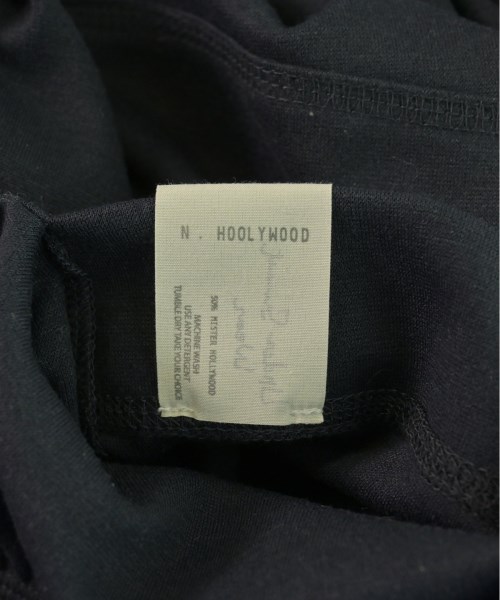 N . HOOLYWOOD
50% MISTER HOLLYWOOD
MACHINE WASH
USE ANY DETERGENT
TUMBLE DRY TAKE YOUR CHOICE